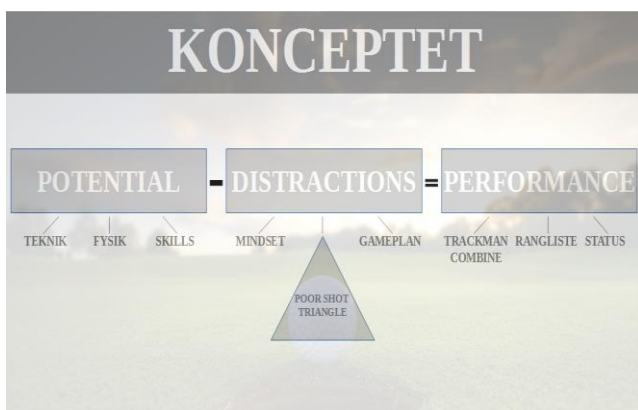 KONCEPTET
POTENTIAL - DISTRACTIONS = PERFORMANCE
TEKNIK FYSIK SKILLS MINDSET GAMEPLAN TRACKMAN RANGLISTE STATUS
COMBINE
POOR SHOT
TRIANGLE